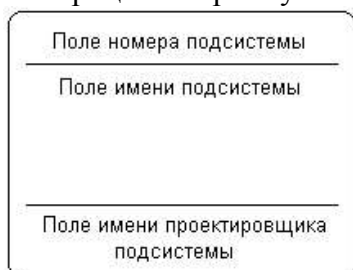 Поле номера подсистемы
Поле имени подсистемы
Поле имени проектировщика
подсистемы